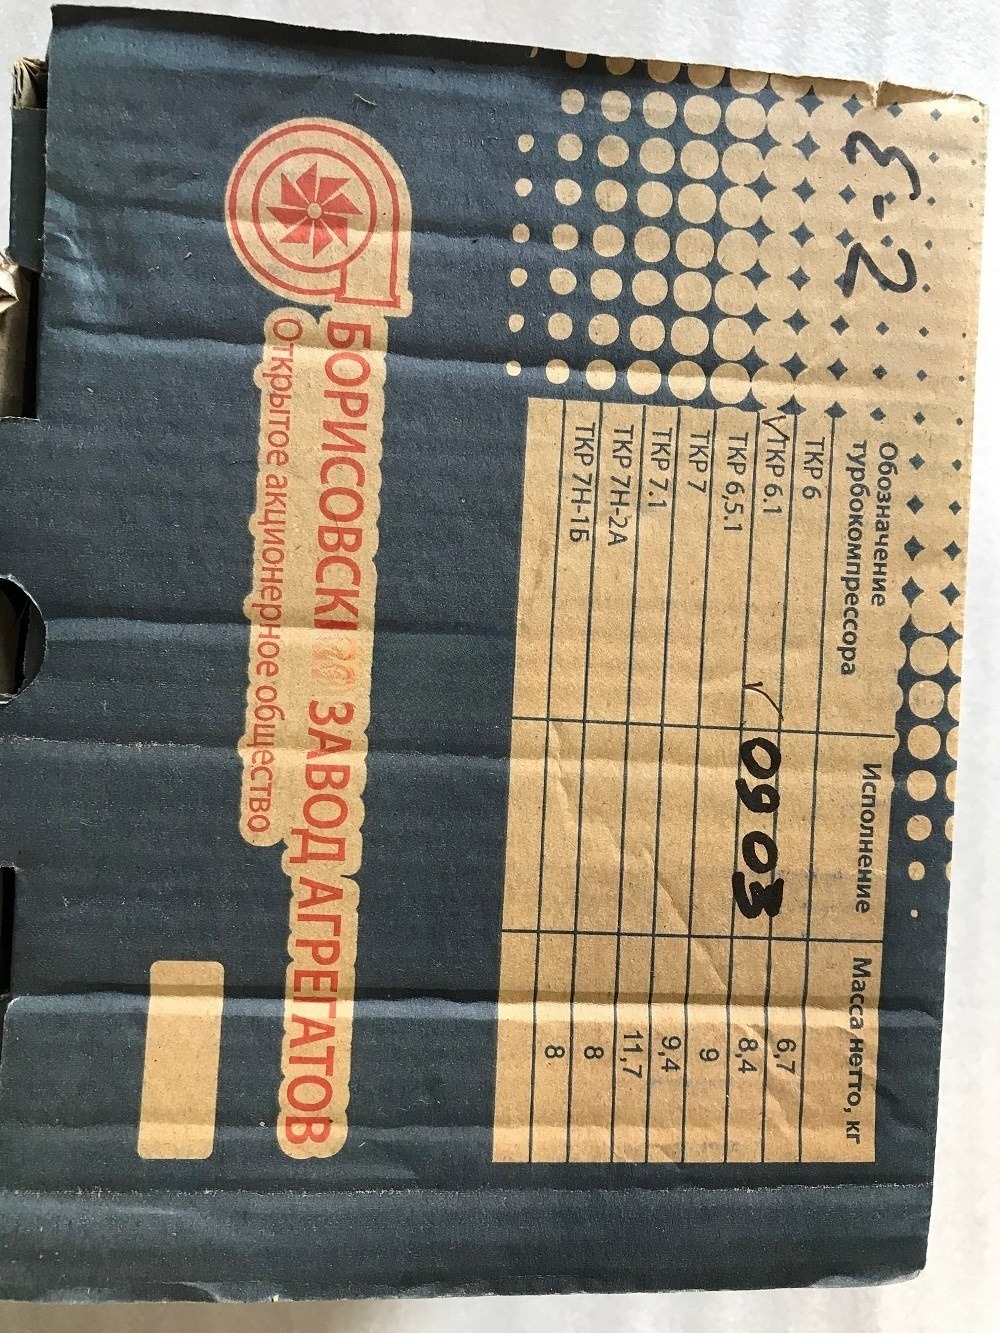 Е-2
Обозначение турбокомпрессора Исполнение Масса нетто, кг
ТКР 6 6,7
√ ТКР 6.1 √ 0903 8,4
ТКР 6,5.1 9
ТКР 7 9,4
ТКР 7.1 11,7
ТКР 7Н-2А 8
ТКР 7Н-1Б 8
БОРИСОВСКИЙ ЗАВОД АГРЕГАТОВ
Открытое акционерное общество